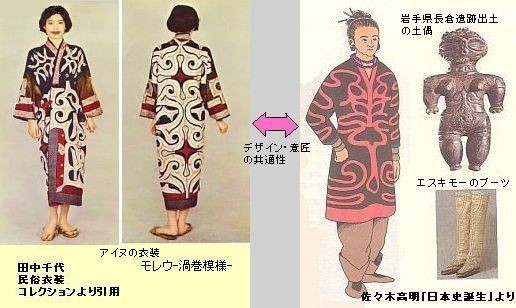 アイヌの衣装
モレウー渦巻模様-
田中千代
民俗衣装
コレクションより引用
デザイン・意匠
の共通性
岩手県長倉遺跡出土
の土偶
エスキモーのブーツ
佐々木高明「日本史誕生」より